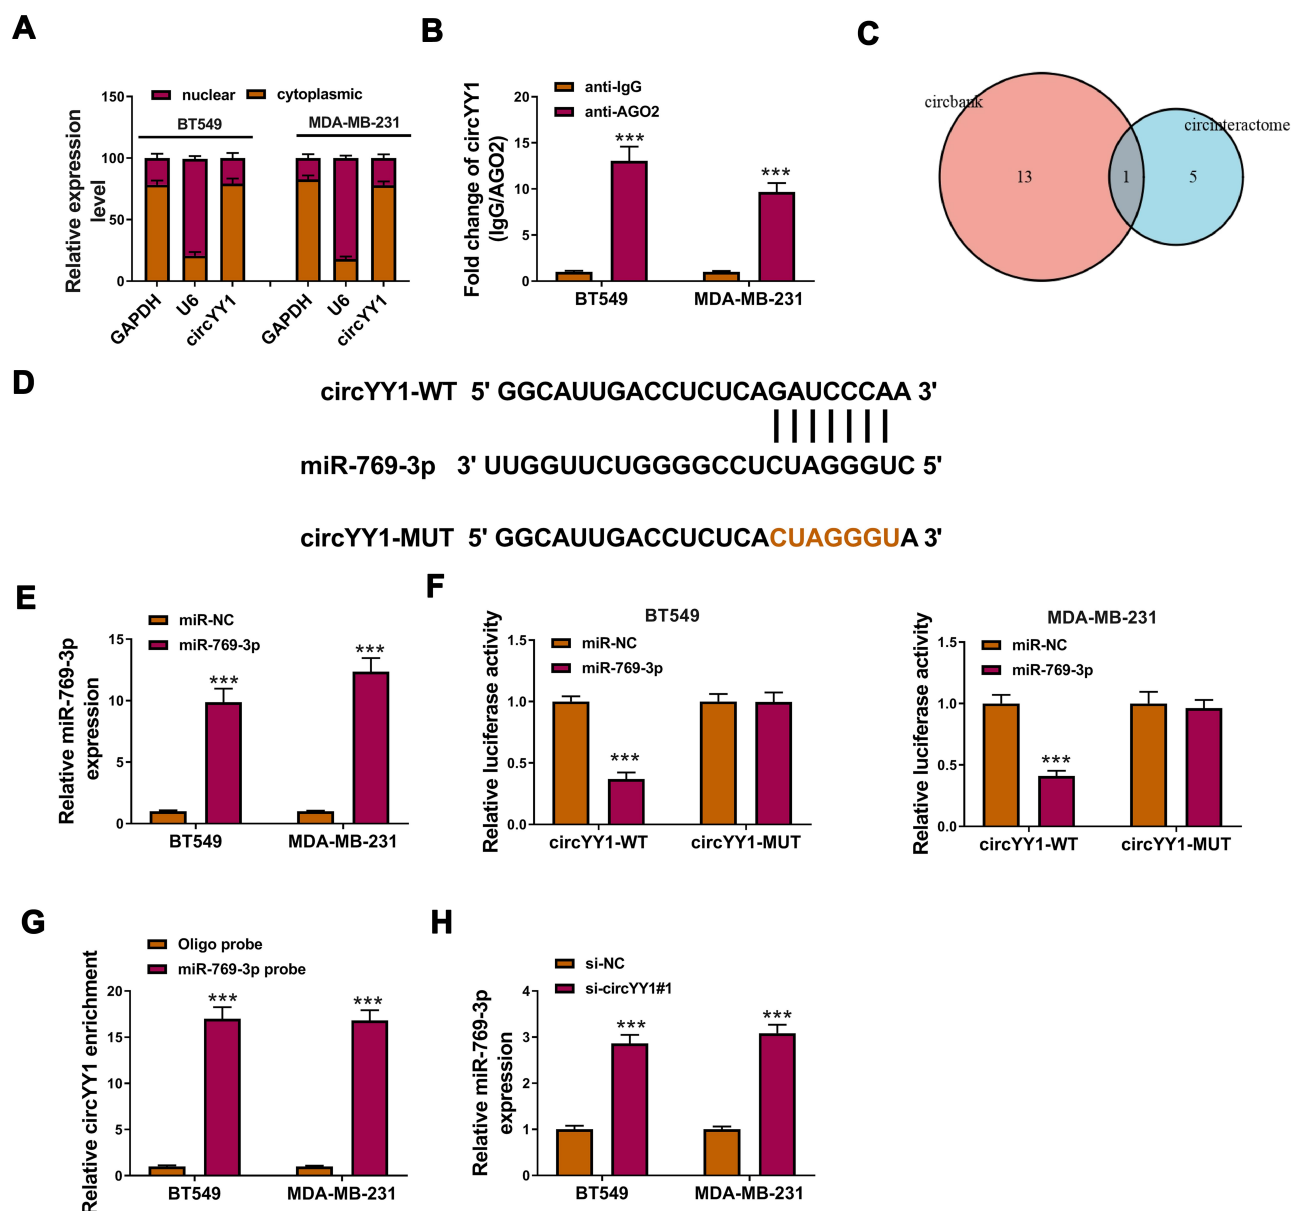 A
nuclear cytoplasmic
Relative expression
level
150
100
50
0
BT549
MDA-MB-231
GAPDH
U6
circYY1
GAPDH
U6
circYY1
B
anti-IgG
anti-AGO2
Fold change of circYY1
(IgG/AGO2)
20
15
10
5
0
***
***
BT549
MDA-MB-231
C
circbank
circinteractome
13
1
5
D
circYY1-WT 5' GGCAUUGACCUCUCAGAUCCCAA 3'
miR-769-3p 3' UUGGUUCUGGGGCCUCUAGGGUC 5'
circYY1-MUT 5' GGCAUUGACCUCUCACUAGGGUA 3'
E
miR-NC
miR-769-3p
Relative miR-769-3p
expression
15
10
5
0
***
***
BT549
MDA-MB-231
F
BT549
miR-NC
miR-769-3p
Relative luciferase activity
1.5
1.0
0.5
0.0
***
circYY1-WT
circYY1-MUT
MDA-MB-231
miR-NC
miR-769-3p
Relative luciferase activity
1.5
1.0
0.5
0.0
***
circYY1-WT
circYY1-MUT
G
Oligo probe
miR-769-3p probe
Relative circYY1 enrichment
20
15
10
5
0
***
***
BT549
MDA-MB-231
H
si-NC
si-circYY1#1
Relative miR-769-3p
expression
4
3
2
1
0
***
***
BT549
MDA-MB-231